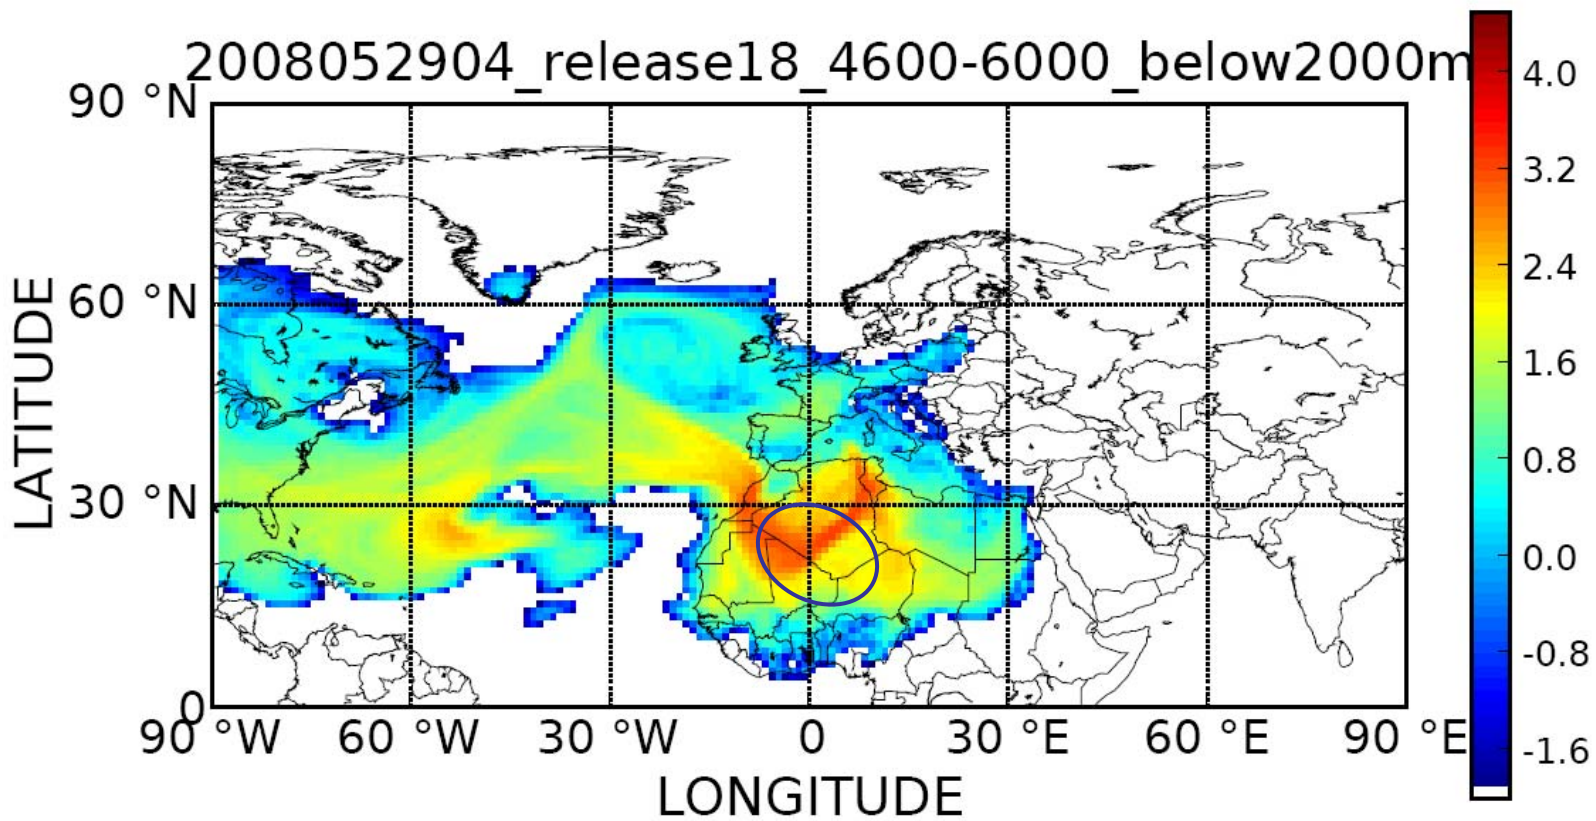 2008052904_release18_4600-6000_below2000m
90 °N
60 °N
30 °N
0
LATITUDE
90 °W 60 °W 30 °W 0 30 °E 60 °E 90 °E
LONGITUDE
4.0
3.2
2.4
1.6
0.8
0.0
-0.8
-1.6